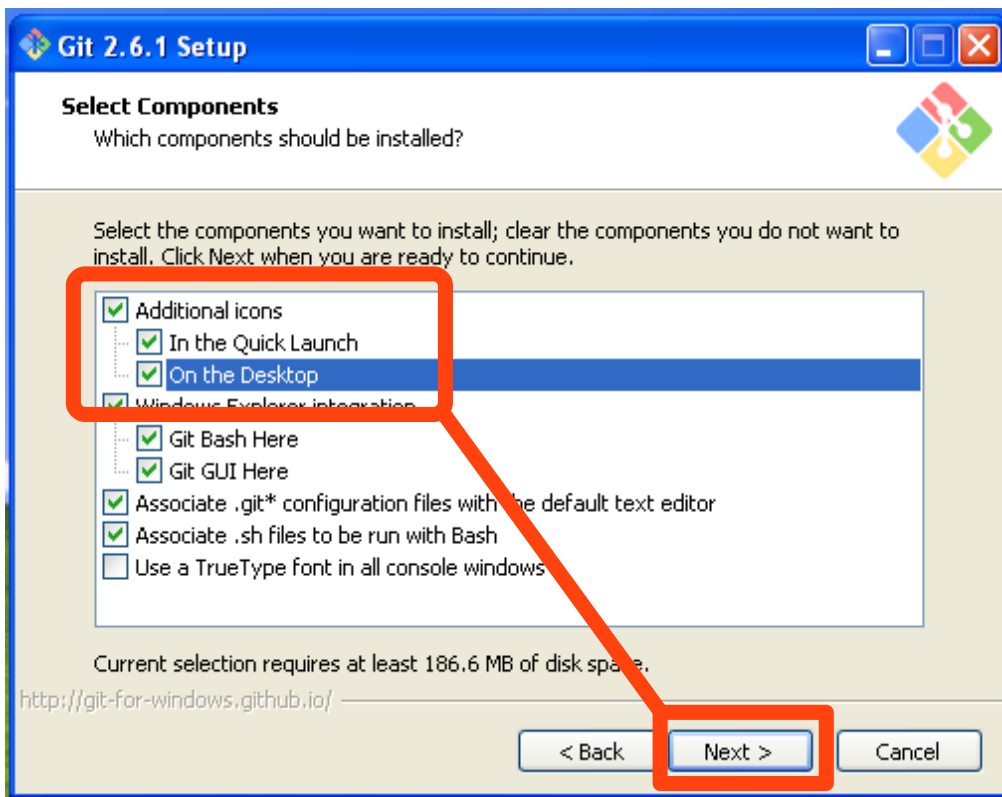 Git 2.6.1 Setup
Select Components
Which components should be installed?
Select the components you want to install; clear the components you do not want to
install. Click Next when you are ready to continue.
Additional icons
In the Quick Launch
On the Desktop
Windows Explorer integration
Git Bash Here
Git GUI Here
Associate .git* configuration files with the default text editor
Associate .sh files to be run with Bash
Use a TrueType font in all console windows
Current selection requires at least 186.6 MB of disk space.
http://git-for-windows.github.io/
< Back
Next >
Cancel